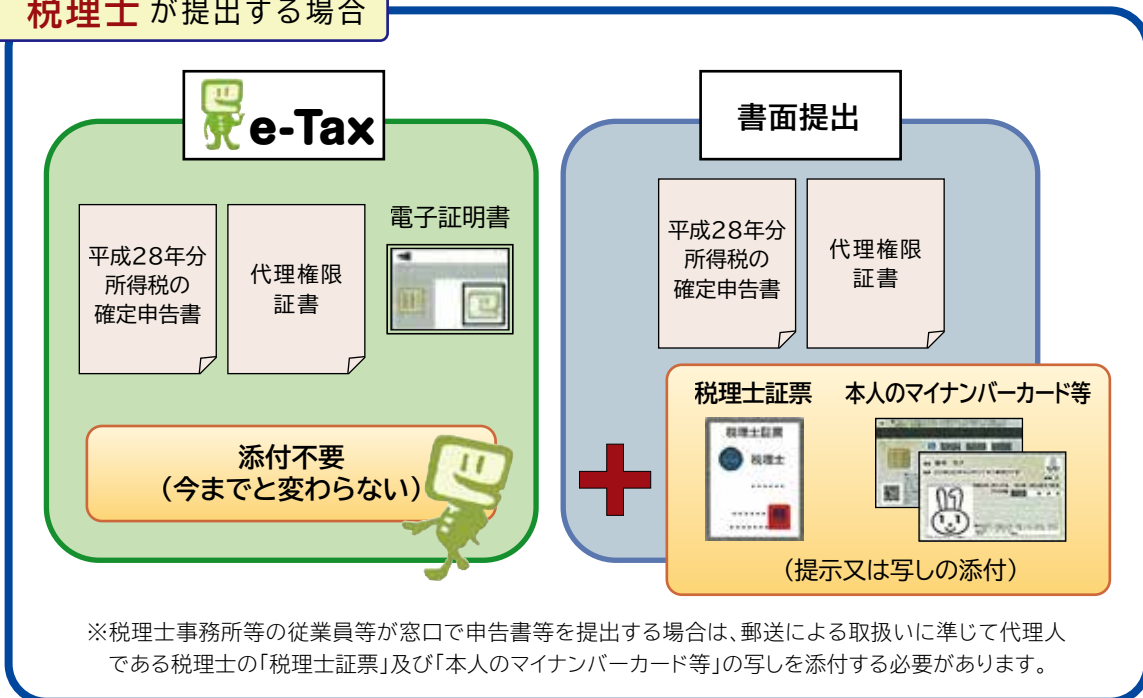 税理士 が提出する場合
e-Tax
書面提出
平成28年分
所得税の
確定申告書
代理権限
証書
電子証明書
添付不要
(今までと変わらない)
平成28年分
所得税の
確定申告書
代理権限
証書
税理士証票
本人のマイナンバーカード等
税理士証票
税理士
(提示又は写しの添付)
※税理士事務所等の従業員等が窓口で申告書等を提出する場合は、郵送による取扱いに準じて代理人
である税理士の「税理士証票」及び「本人のマイナンバーカード等」の写しを添付する必要があります。